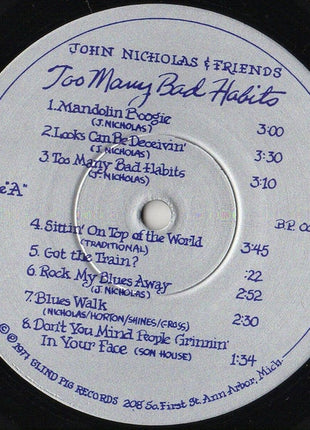 JOHN NICHOLAS & FRIENDS
Too Many Bad Habits
1. Mandolin Boogie 3:00
(J. NICHOLAS)
2. Looks Can Be Deceivin' 3:30
(J. NICHOLAS)
3. Too Many Bad Habits 3:10
(J. NICHOLAS)
"A"
B.P.
4. Sittin' On Top of the World 3:45
(TRADITIONAL)
5. Got the Train? :22
6. Rock My Blues Away 2:52
(J. NICHOLAS)
7. Blues Walk 2:30
(NICHOLAS/HORTON/SHINES/GROSS)
8. Don't You Mind People Grinnin'
In Your Face (SON HOUSE) 1:34
© ℗ 1977 BLIND PIG RECORDS 208 So. First St. Ann Arbor, Mich.